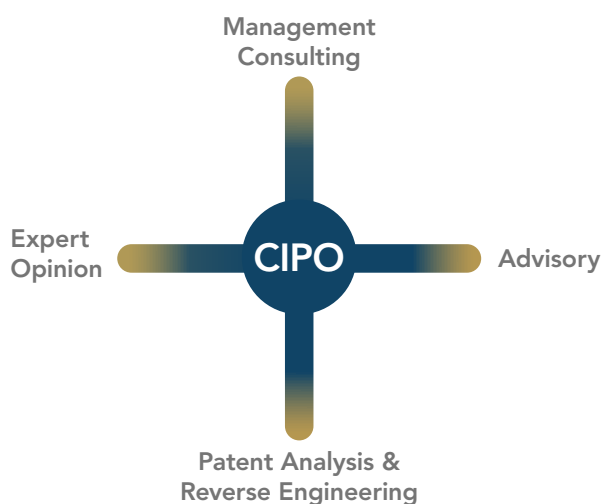 Management
Consulting
Expert
Opinion
CIPO
Advisory
Patent Analysis &
Reverse Engineering